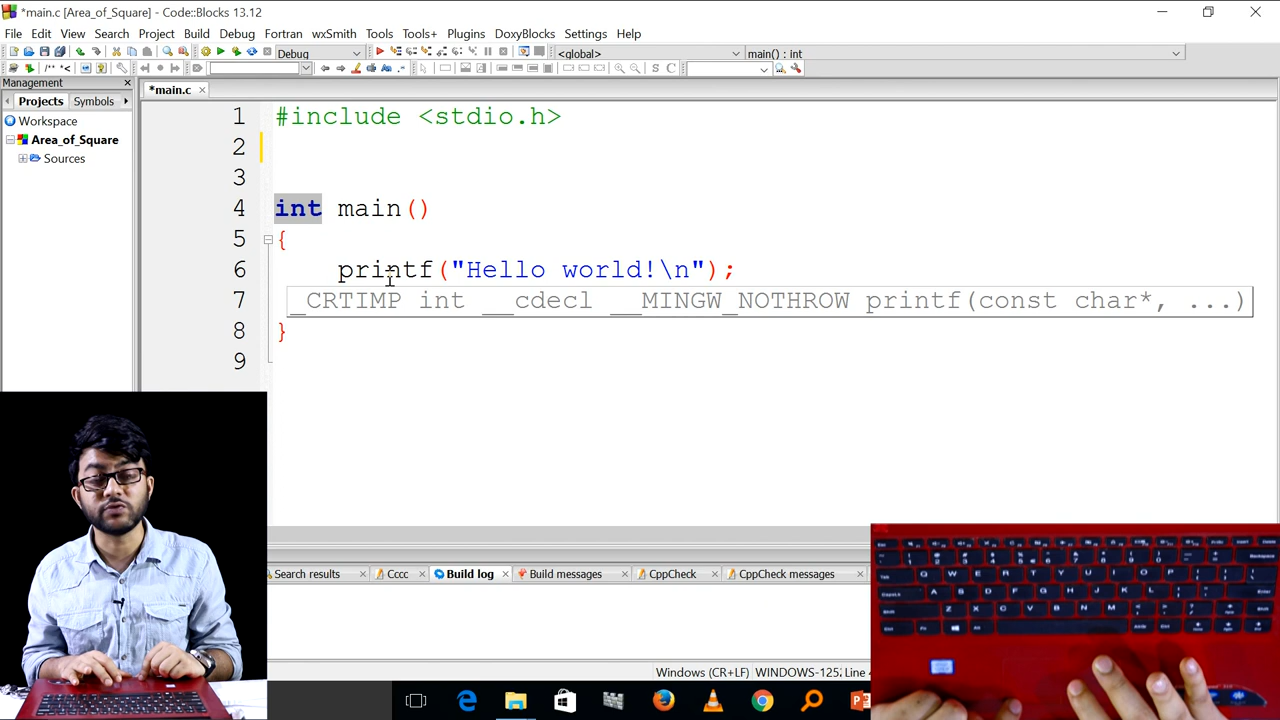 *main.c [Area_of_Square] - Code::Blocks 13.12
File Edit View Search Project Build Debug Fortran wxSmith Tools Tools+ Plugins DoxyBlocks Settings Help
Debug <global> main() : int
/** *< S C
Management
Projects Symbols
*main.c
Workspace
Area_of_Square
Sources
1 #include <stdio.h>
2
3
4 int main()
5 {
6 printf("Hello world!\n");
7 _CRTIMP int __cdecl __MINGW_NOTHROW printf(const char*, ...)
8 }
9
Search results Cccc Build log Build messages CppCheck CppCheck messages
Windows (CR+LF) WINDOWS-125 Line 4